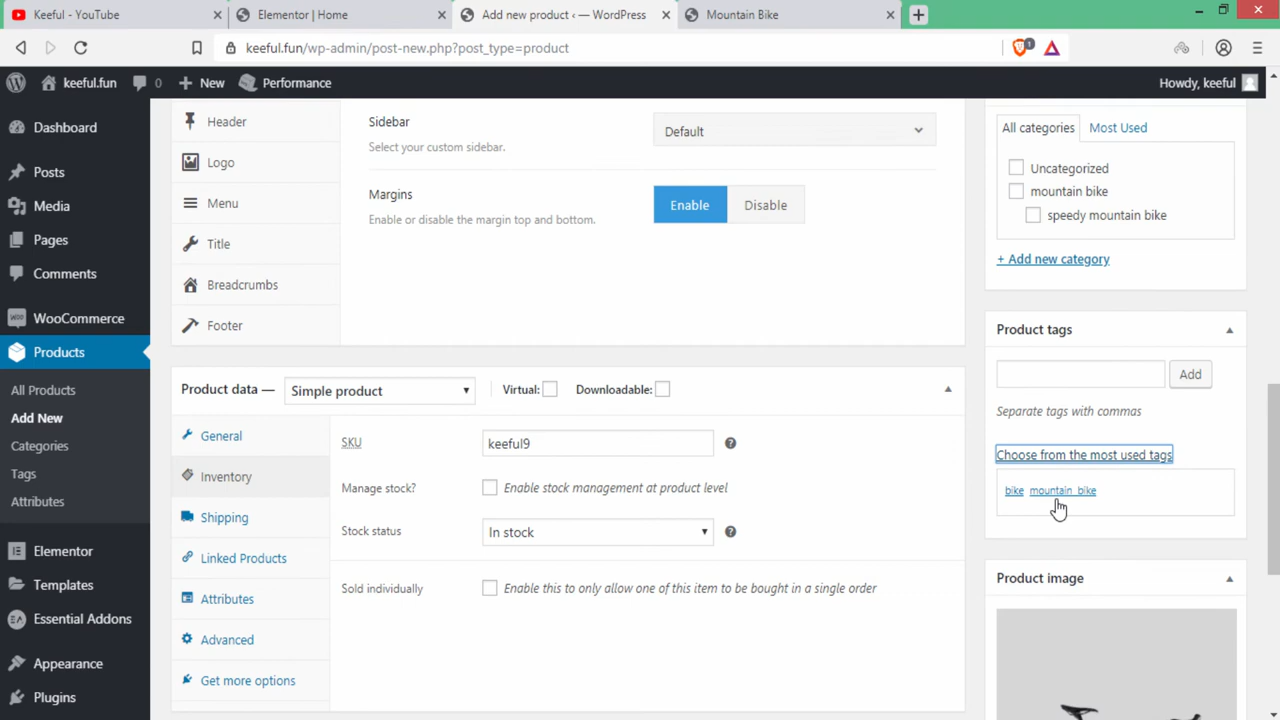 Keeful - YouTube
Elementor | Home
Add new product ‹ — WordPress
Mountain Bike
keeful.fun/wp-admin/post-new.php?post_type=product
1
keeful.fun
0
New
Performance
Howdy, keeful
Dashboard
Posts
Media
Pages
Comments
WooCommerce
Products
All Products
Add New
Categories
Tags
Attributes
Elementor
Templates
Essential Addons
Appearance
Plugins
Header
Logo
Menu
Title
Breadcrumbs
Footer
Sidebar
Select your custom sidebar.
Default
Margins
Enable or disable the margin top and bottom.
Enable
Disable
Product data —
Simple product
Virtual:
Downloadable:
General
Inventory
Shipping
Linked Products
Attributes
Advanced
Get more options
SKU
keeful9
Manage stock?
Enable stock management at product level
Stock status
In stock
Sold individually
Enable this to only allow one of this item to be bought in a single order
All categories
Most Used
Uncategorized
mountain bike
speedy mountain bike
+ Add new category
Product tags
Add
Separate tags with commas
Choose from the most used tags
bike mountain bike
Product image